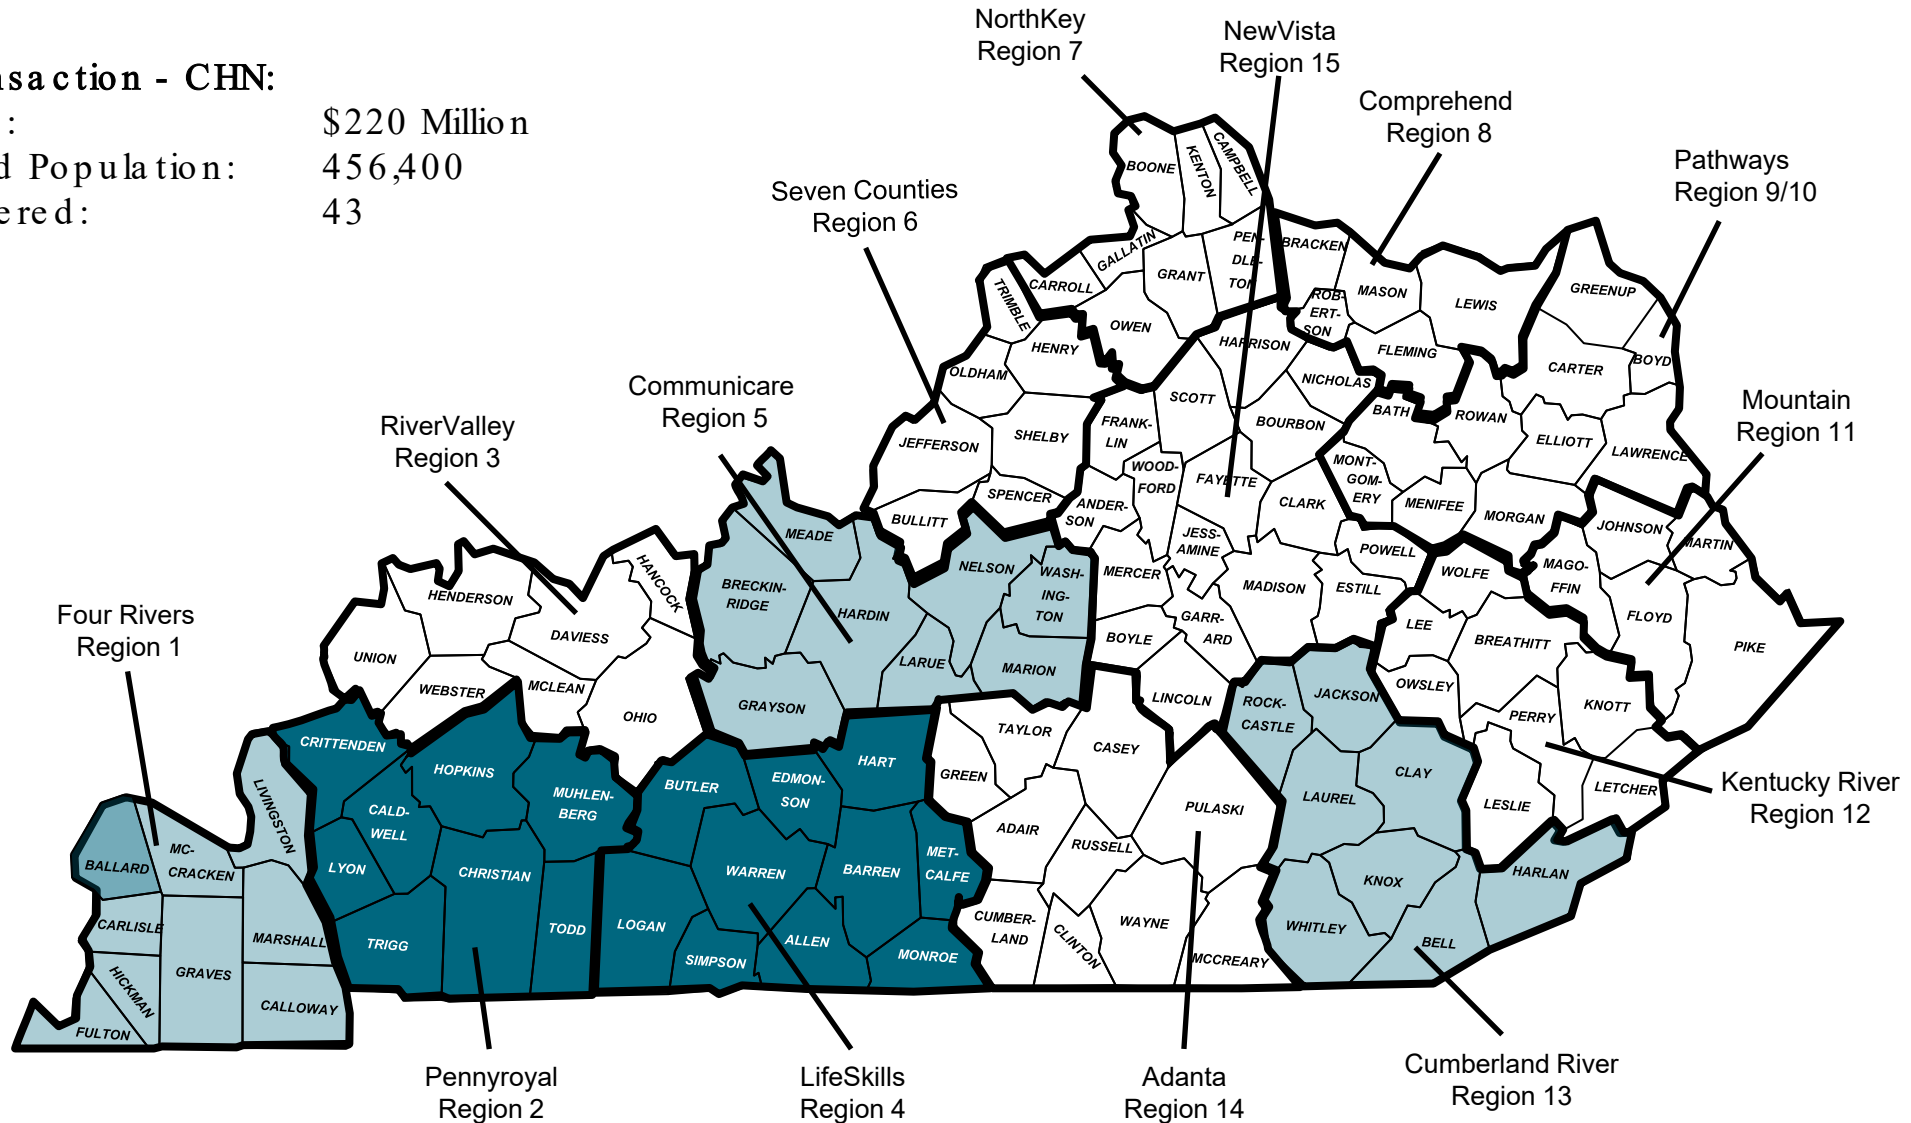 nsaction - CHN:
: $220 Million
d Population: 456,400
ered: 43
NorthKey
Region 7
NewVista
Region 15
Comprehend
Region 8
Pathways
Region 9/10
Seven Counties
Region 6
Communicare
Region 5
RiverValley
Region 3
Mountain
Region 11
Four Rivers
Region 1
Kentucky River
Region 12
Pennyroyal
Region 2
LifeSkills
Region 4
Adanta
Region 14
Cumberland River
Region 13
BOONE
KENTON
CAMPBELL
GALLATIN
CARROLL
GRANT
PEN-
DLE-
TON
OWEN
TRIMBLE
HENRY
OLDHAM
JEFFERSON
SHELBY
SPENCER
BULLITT
BRACKEN
ROB-
ERT-
SON
MASON
LEWIS
FLEMING
GREENUP
CARTER
BOYD
ELLIOTT
LAWRENCE
ROWAN
BATH
MONT-
GOM-
ERY
MENIFEE
MORGAN
HARRISON
NICHOLAS
SCOTT
BOURBON
FRANK-
LIN
WOOD-
FORD
FAYETTE
CLARK
ANDER-
SON
JESS-
AMINE
MERCER
MADISON
POWELL
ESTILL
GARR-
ARD
BOYLE
LINCOLN
JOHNSON
MARTIN
MAGO-
FFIN
FLOYD
PIKE
WOLFE
LEE
BREATHITT
OWSLEY
PERRY
KNOTT
LESLIE
LETCHER
MEADE
BRECKIN-
RIDGE
HARDIN
NELSON
WASH-
ING-
TON
LARUE
MARION
GRAYSON
HANCOCK
HENDERSON
DAVIESS
UNION
WEBSTER
MCLEAN
OHIO
CRITTENDEN
HOPKINS
MUHLEN-
BERG
CALD-
WELL
LYON
CHRISTIAN
TRIGG
TODD
BUTLER
EDMON-
SON
HART
WARREN
BARREN
MET-
CALFE
LOGAN
SIMPSON
ALLEN
MONROE
LIVINGSTON
MC-
CRACKEN
BALLARD
CARLISLE
HICKMAN
GRAVES
MARSHALL
CALLOWAY
FULTON
TAYLOR
GREEN
CASEY
ADAIR
RUSSELL
PULASKI
CUMBER-
LAND
CLINTON
WAYNE
MCCREARY
ROCK-
CASTLE
JACKSON
LAUREL
CLAY
KNOX
WHITLEY
BELL
HARLAN